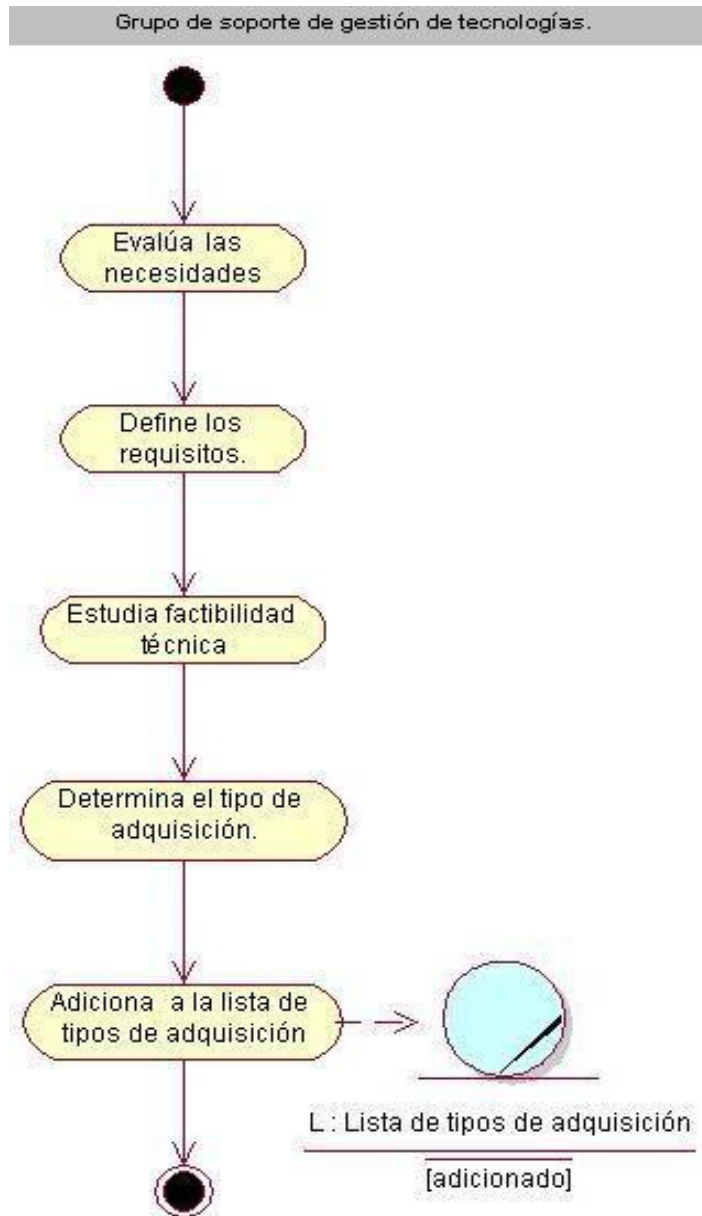 Grupo de soporte de gestión de tecnologías.
Evalúa las
necesidades
Define los
requisitos.
Estudia factibilidad
técnica
Determina el tipo de
adquisición.
Adiciona a la lista de
tipos de adquisición
L : Lista de tipos de adquisición
[adicionado]